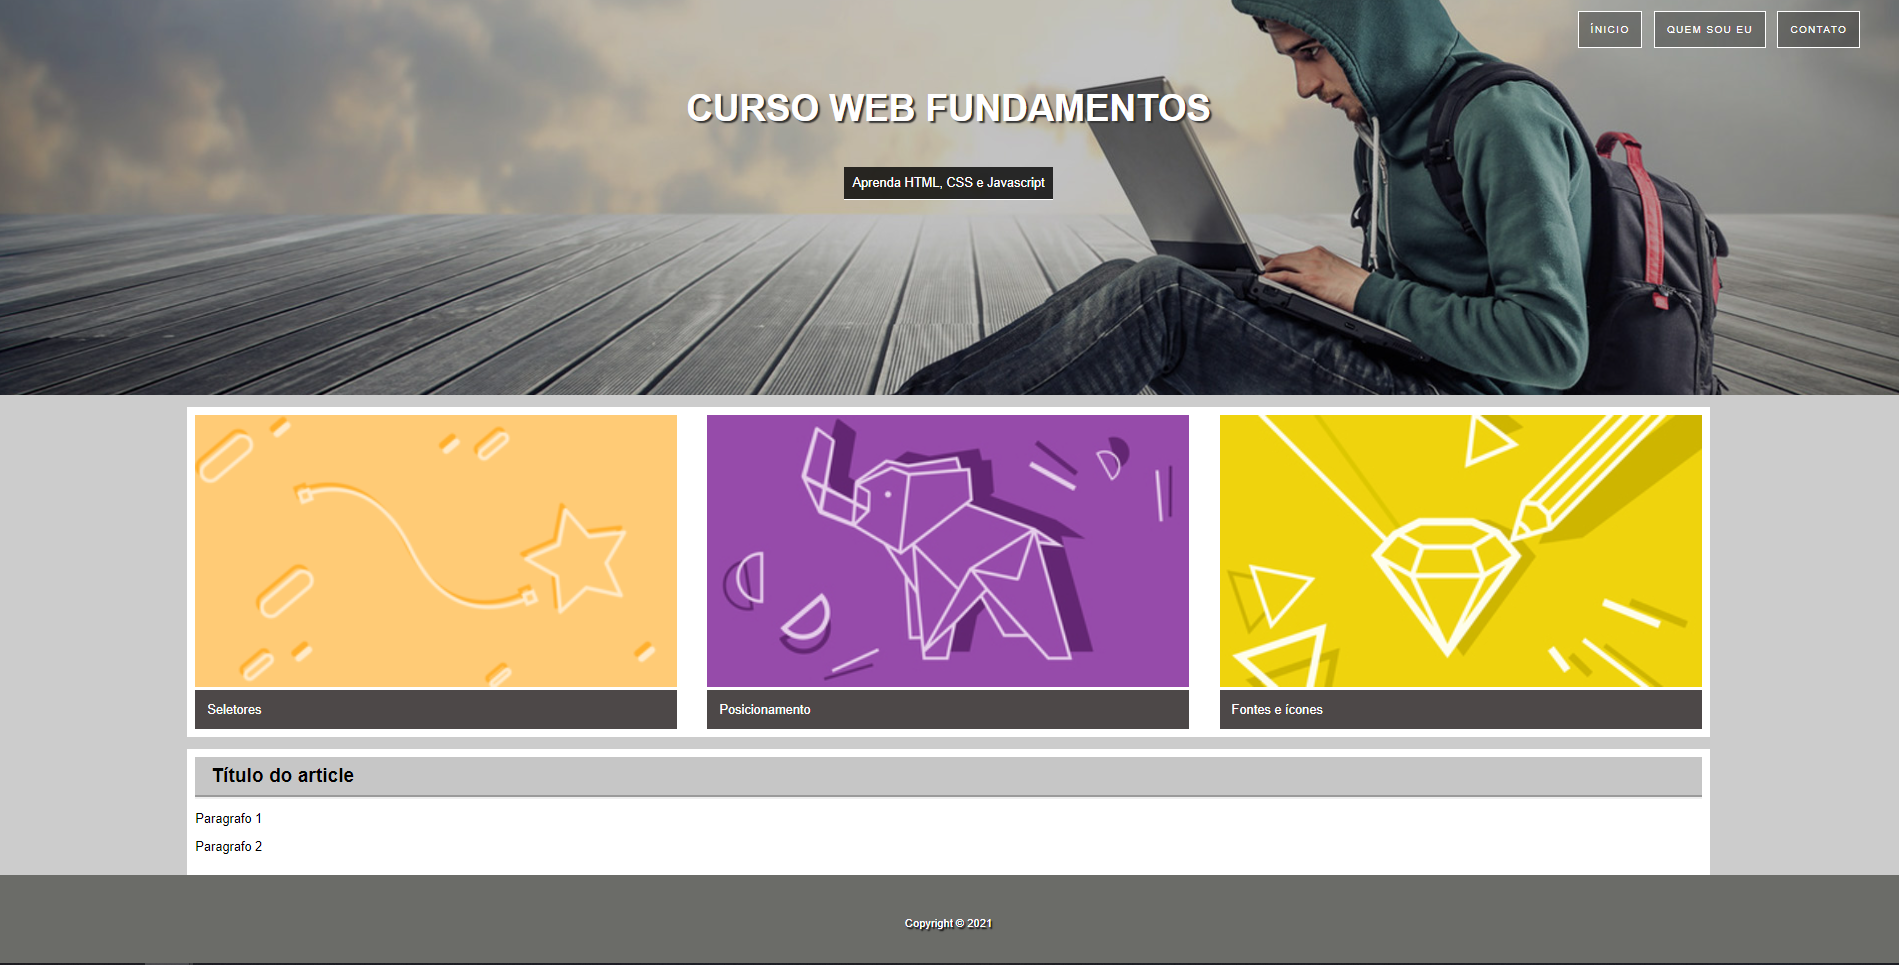 ÍNICIO
QUEM SOU EU
CONTATO
CURSO WEB FUNDAMENTOS
Aprenda HTML, CSS e Javascript
Seletores
Posicionamento
Fontes e ícones
Título do article
Paragrafo 1
Paragrafo 2
Copyright © 2021